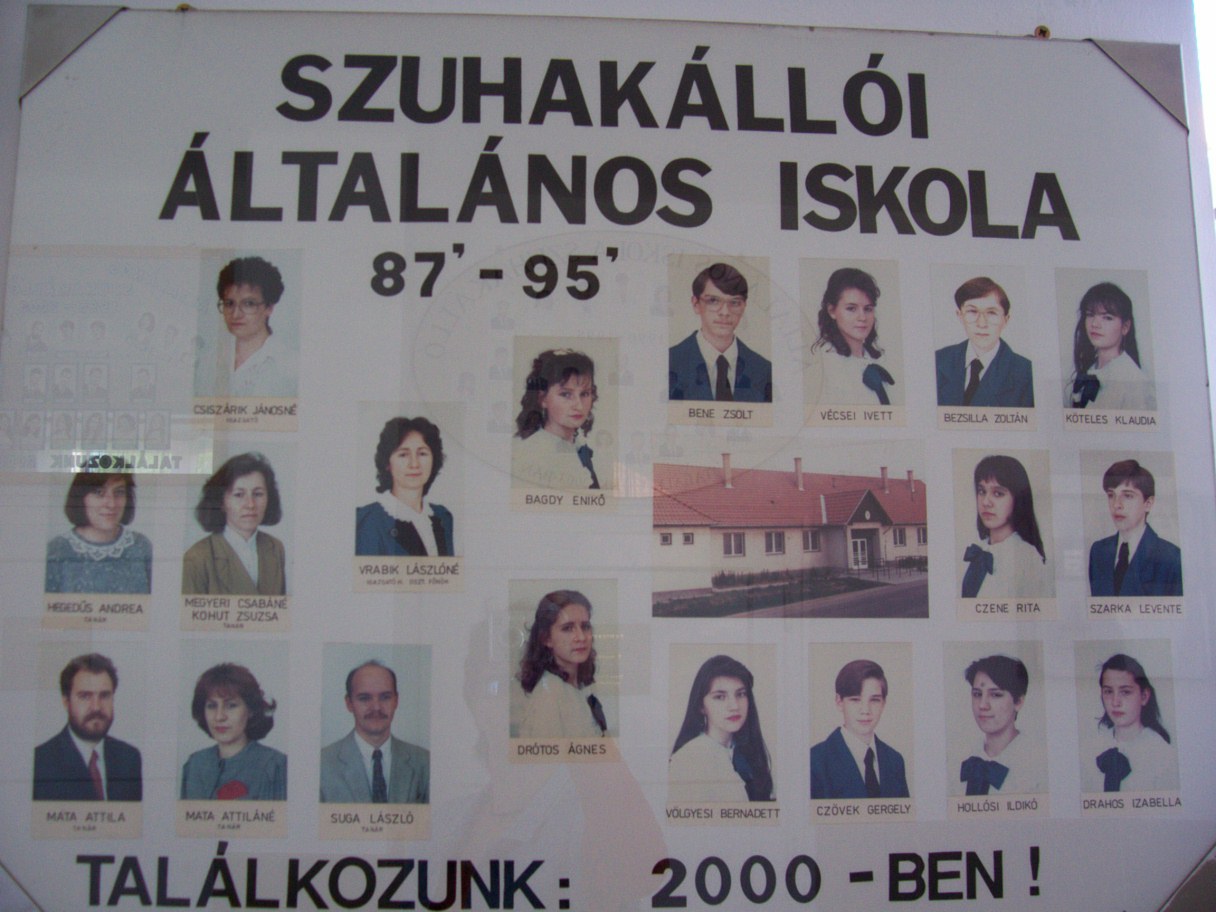 SZUHAKÁLLÓI
ÁLTALÁNOS ISKOLA
87' - 95'
CSISZÁRIK JÁNOSNÉ
IGAZGATÓ
BENE ZSOLT
VÉCSEI IVETT
BEZSILLA ZOLTÁN
KÖTELES KLAUDIA
BAGDY ENIKŐ
VRABIK LÁSZLÓNÉ
HEGEDŰS ANDREA
TANÁR
MEGYERI CSABÁNÉ
KOHUT ZSUZSA
TANÁR
CZENE RITA
SZARKA LEVENTE
DRÓTOS ÁGNES
MATA ATTILA
TANÁR
MATA ATTILÁNÉ
TANÁR
SUGA LÁSZLÓ
TANÁR
VÖLGYESI BERNADETT
CZÖVEK GERGELY
HOLLÓSI ILDIKÓ
DRAHOS IZABELLA
TALÁLKOZUNK: 2000 - BEN !